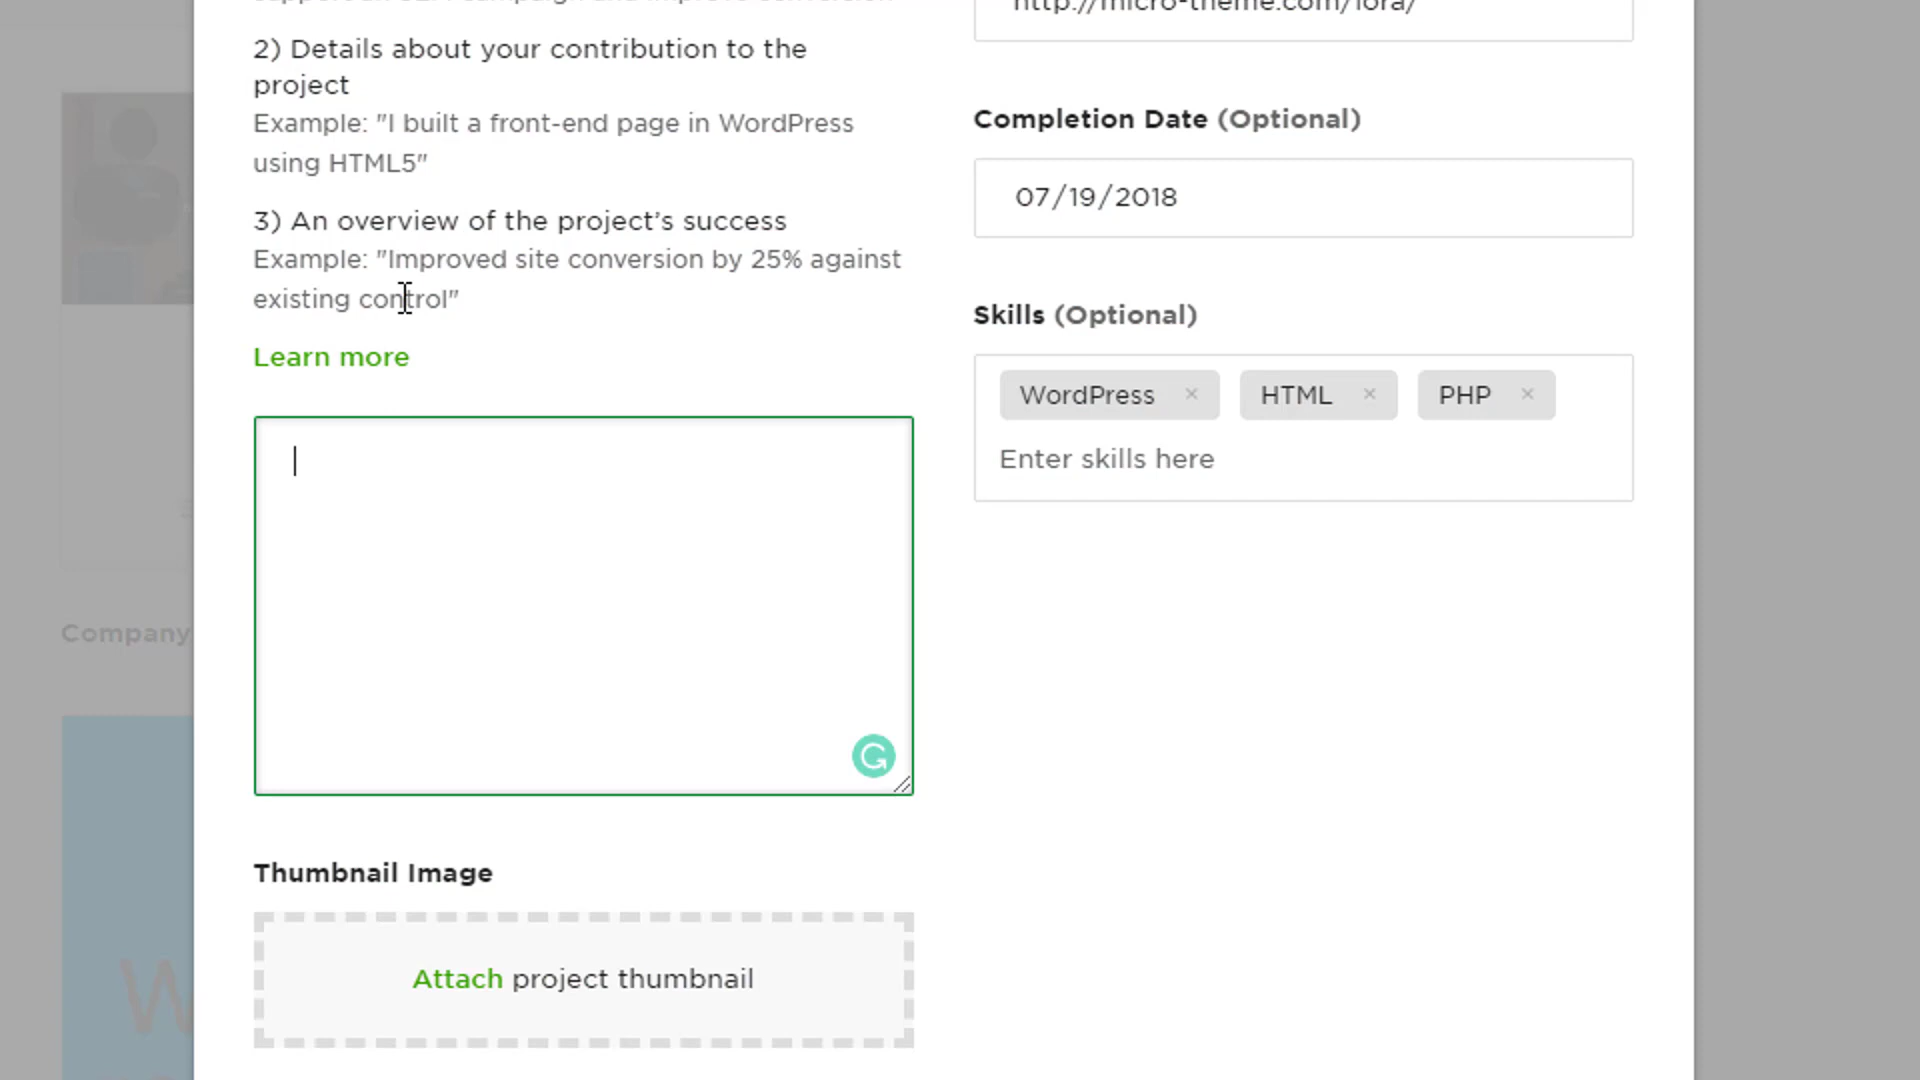 2) Details about your contribution to the
project
Example: "I built a front-end page in WordPress
using HTML5"
3) An overview of the project's success
Example: "Improved site conversion by 25% against
existing control"
Learn more
Thumbnail Image
Attach project thumbnail
http://micro-theme.com/lora/
Completion Date (Optional)
07/19/2018
Skills (Optional)
WordPress × HTML × PHP ×
Enter skills here
Company